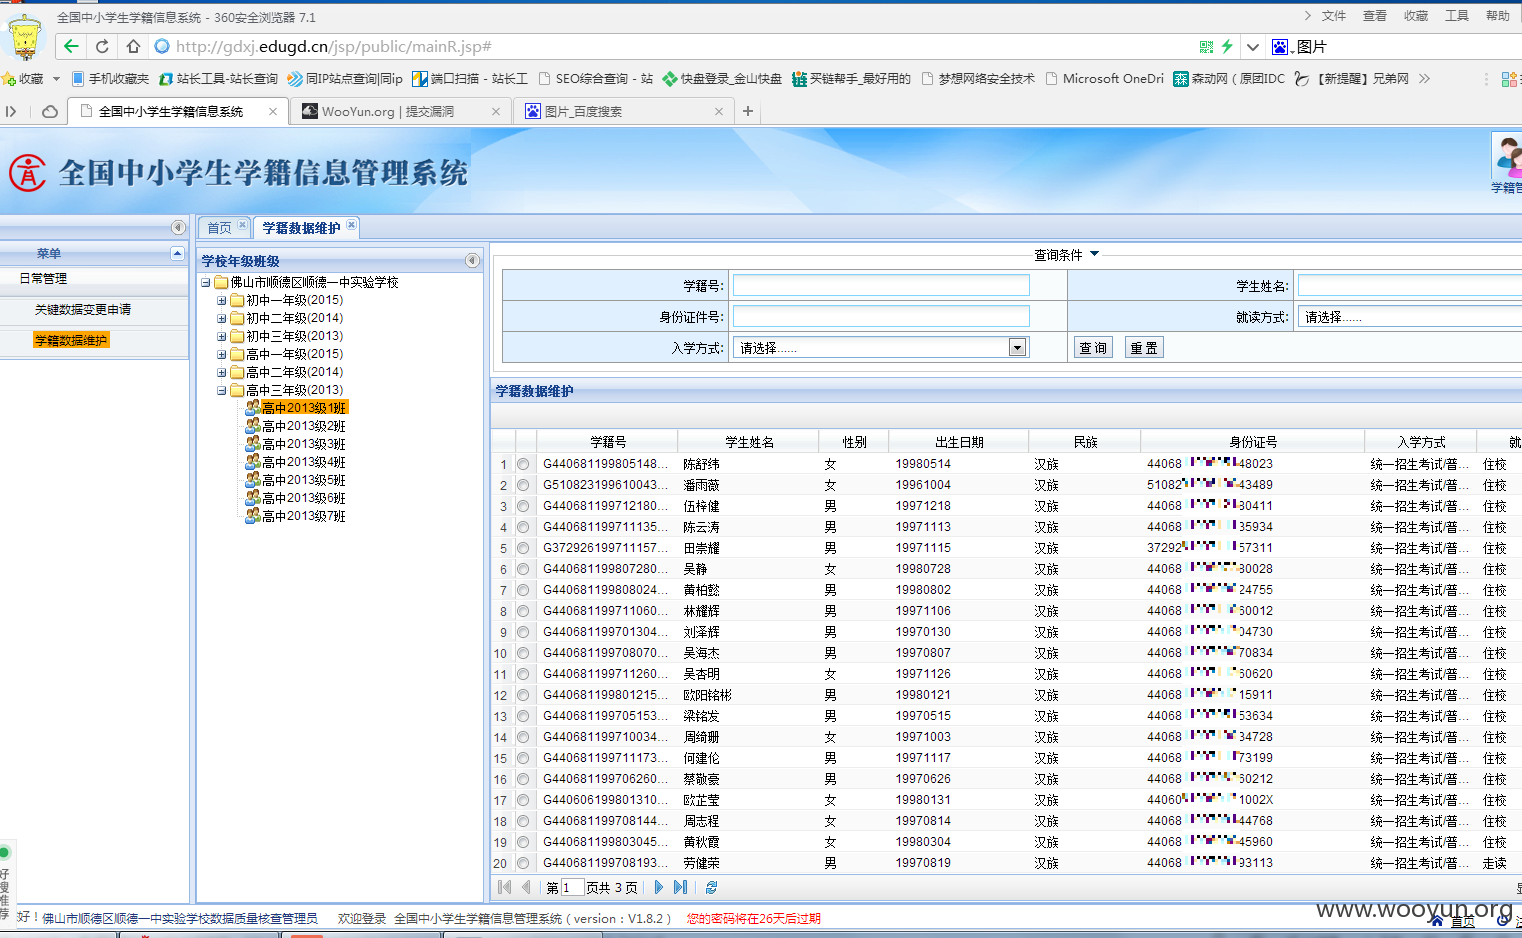 全国中小学生学籍信息系统 - 360安全浏览器 7.1
文件 查看 收藏 工具 帮助
http://gdxj.edugd.cn/jsp/public/mainR.jsp# 图片
收藏 手机收藏夹 站长工具-站长查询 同IP站点查询|同ip 端口扫描 - 站长工 SEO综合查询 - 站 快盘登录_金山快盘 买链帮手_最好用的 梦想网络安全技术 Microsoft OneDri 森动网 ( 原团IDC 【新提醒】兄弟网
全国中小学生学籍信息系统 WooYun.org | 提交漏洞 图片_百度搜索
全国中小学生学籍信息管理系统
首页 学籍数据维护
菜单
日常管理
关键数据变更申请
学籍数据维护
学校年级班级
佛山市顺德区顺德一中实验学校
初中一年级(2015)
初中二年级(2014)
初中三年级(2013)
高中一年级(2015)
高中二年级(2014)
高中三年级(2013)
高中2013级1班
高中2013级2班
高中2013级3班
高中2013级4班
高中2013级5班
高中2013级6班
高中2013级7班
查询条件
学籍号: 学生姓名:
身份证件号: 就读方式: 请选择......
入学方式: 请选择...... 查 询 重 置
学籍数据维护
学籍号 学生姓名 性别 出生日期 民族 身份证号 入学方式
1 G440681199805148... 陈舒纬 女 19980514 汉族 44068 48023 统一招生考试/普... 住校
2 G510823199610043... 潘雨薇 女 19961004 汉族 51082 43489 统一招生考试/普... 住校
3 G440681199712180... 伍梓健 男 19971218 汉族 44068 80411 统一招生考试/普... 住校
4 G440681199711135... 陈云涛 男 19971113 汉族 44068 35934 统一招生考试/普... 住校
5 G372926199711157... 田崇耀 男 19971115 汉族 37292 57311 统一招生考试/普... 住校
6 G440681199807280... 吴静 女 19980728 汉族 44068 80028 统一招生考试/普... 住校
7 G440681199808024... 黄柏懿 男 19980802 汉族 44068 24755 统一招生考试/普... 住校
8 G440681199711060... 林耀辉 男 19971106 汉族 44068 60012 统一招生考试/普... 住校
9 G440681199701304... 刘泽辉 男 19970130 汉族 44068 04730 统一招生考试/普... 住校
10 G440681199708070... 吴海杰 男 19970807 汉族 44068 70834 统一招生考试/普... 住校
11 G440681199711260... 吴杏明 女 19971126 汉族 44068 60620 统一招生考试/普... 住校
12 G440681199801215... 欧阳铭彬 男 19980121 汉族 44068 15911 统一招生考试/普... 住校
13 G440681199705153... 梁铭发 男 19970515 汉族 44068 53634 统一招生考试/普... 住校
14 G440681199710034... 周绮珊 女 19971003 汉族 44068 34728 统一招生考试/普... 住校
15 G440681199711173... 何建伦 男 19971117 汉族 44068 73199 统一招生考试/普... 住校
16 G440681199706260... 蔡敬豪 男 19970626 汉族 44068 60212 统一招生考试/普... 住校
17 G440606199801310... 欧芷莹 女 19980131 汉族 44060 1002X 统一招生考试/普... 住校
18 G440681199708144... 周志程 男 19970814 汉族 44068 44768 统一招生考试/普... 住校
19 G440681199803045... 黄秋霞 女 19980304 汉族 44068 45960 统一招生考试/普... 住校
20 G440681199708193... 劳健荣 男 19970819 汉族 44068 93113 统一招生考试/普... 走读
第 1 页共 3 页
好！佛山市顺德区顺德一中实验学校数据质量核查管理员 欢迎登录 全国中小学生学籍信息管理系统 ( version : V1.8.2 ) 您的密码将在26天后过期
首页
www.wooyun.org